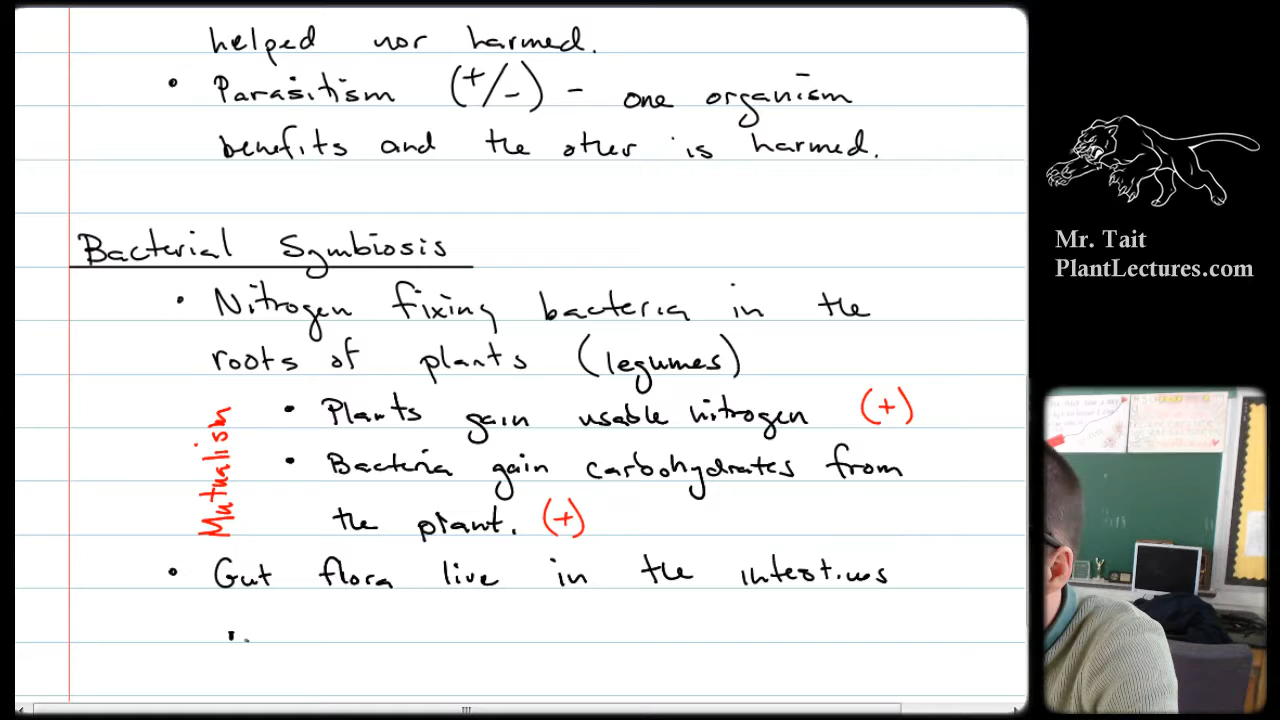 helped nor harmed.
• Parasitism (+/-) - one organism
benefits and the other is harmed.
Bacterial Symbiosis
• Nitrogen fixing bacteria in the
roots of plants (legumes)
• Plants gain usable nitrogen (+)
• Bacteria gain carbohydrates from
the plant. (+)
Mutualism
• Gut flora live in the intestines
Mr. Tait
PlantLectures.com